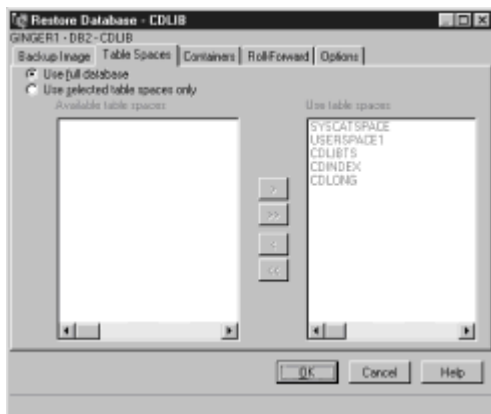 Restore Database - CDLIB
GINGER1 - DB2 - CDLIB
Backup Image
Table Spaces
Containers
Roll-Forward
Options
Use full database
Use selected table spaces only
Available table spaces
Use table spaces
SYSCATSPACE
USERSPACE1
CDLIBTS
CDINDEX
CDLONG
>
>>
<
<<
OK
Cancel
Help